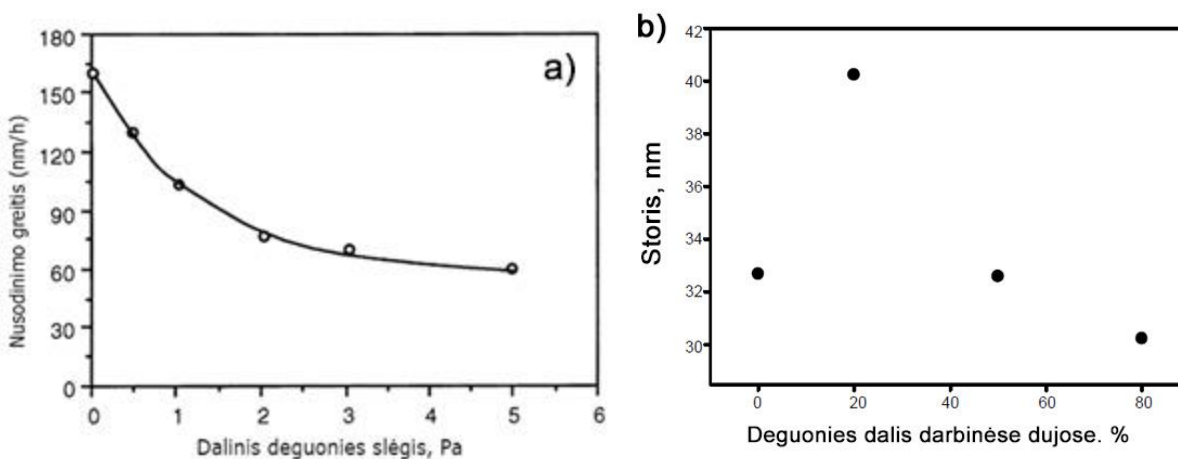 a)
180
150
120
90
60
30
0
Nusodinimo greitis (nm/h)
0 1 2 3 4 5 6
Dalinis deguonies slėgis, Pa
b)
42
40
38
36
34
32
30
Storis, nm
0 20 40 60 80
Deguonies dalis darbinėse dujose. %